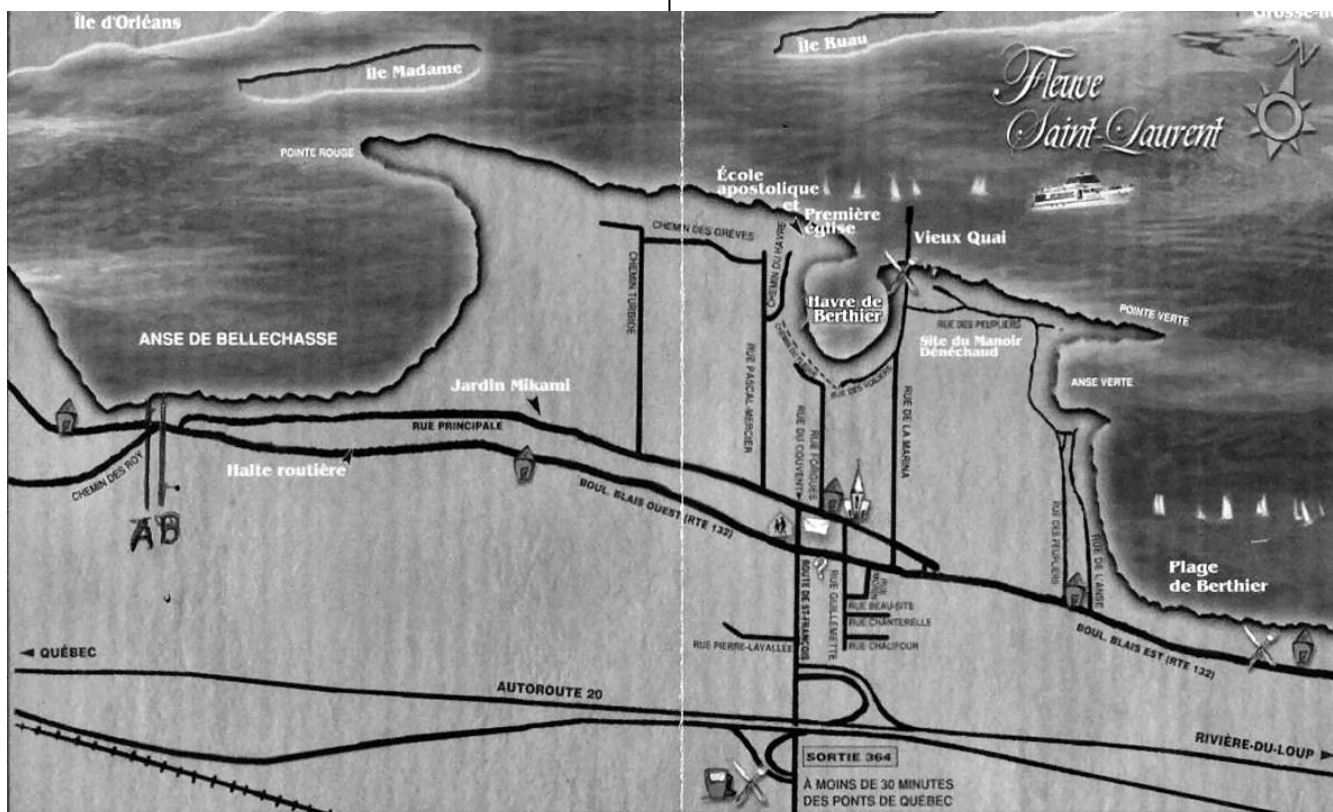 Île d'Orléans
Île Madame
Île Ruau
Fleuve
Saint-Laurent
N
POINTE ROUGE
École
apostolique
et
Première
église
CHEMIN DES GRÈVES
CHEMIN DU HAVRE
Vieux Quai
CHEMIN TURBIDE
Havre de
Berthier
RUE DES PEUPLIERS
POINTE VERTE
Site du Manoir
Dénéchaud
ANSE DE BELLECHASSE
RUE PASCAL-MERCIER
RUE DES VOILIERS
ANSE VERTE
Jardin Mikami
RUE PRINCIPALE
RUE DU COUVENT
RUE FORGUES
RUE DE LA MARINA
Halte routière
CHEMIN DES ROY
BOUL. BLAIS OUEST (RTE 132)
A B
RUE DES PEUPLIERS
RUE DE L'ANSE
Plage
de Berthier
?
ROUTE DE ST-FRANÇOIS
RUE GUILLEMETTE
RUE MORIN
RUE BEAU-SITE
RUE CHANTERELLE
RUE PIERRE-LAVALLÉE
RUE CHALIFOUR
BOUL. BLAIS EST (RTE 132)
QUÉBEC
AUTOROUTE 20
RIVIÈRE-DU-LOUP
SORTIE 364
À MOINS DE 30 MINUTES
DES PONTS DE QUÉBEC